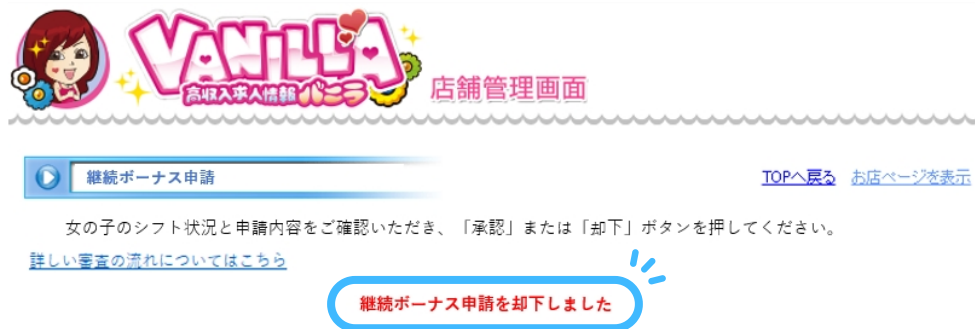 VANILLA
高収入求人情報 バニラ
店舗管理画面
継続ボーナス申請
TOPへ戻る お店ページを表示
女の子のシフト状況と申請内容をご確認いただき、「承認」または「却下」ボタンを押してください。
詳しい審査の流れについてはこちら
継続ボーナス申請を却下しました